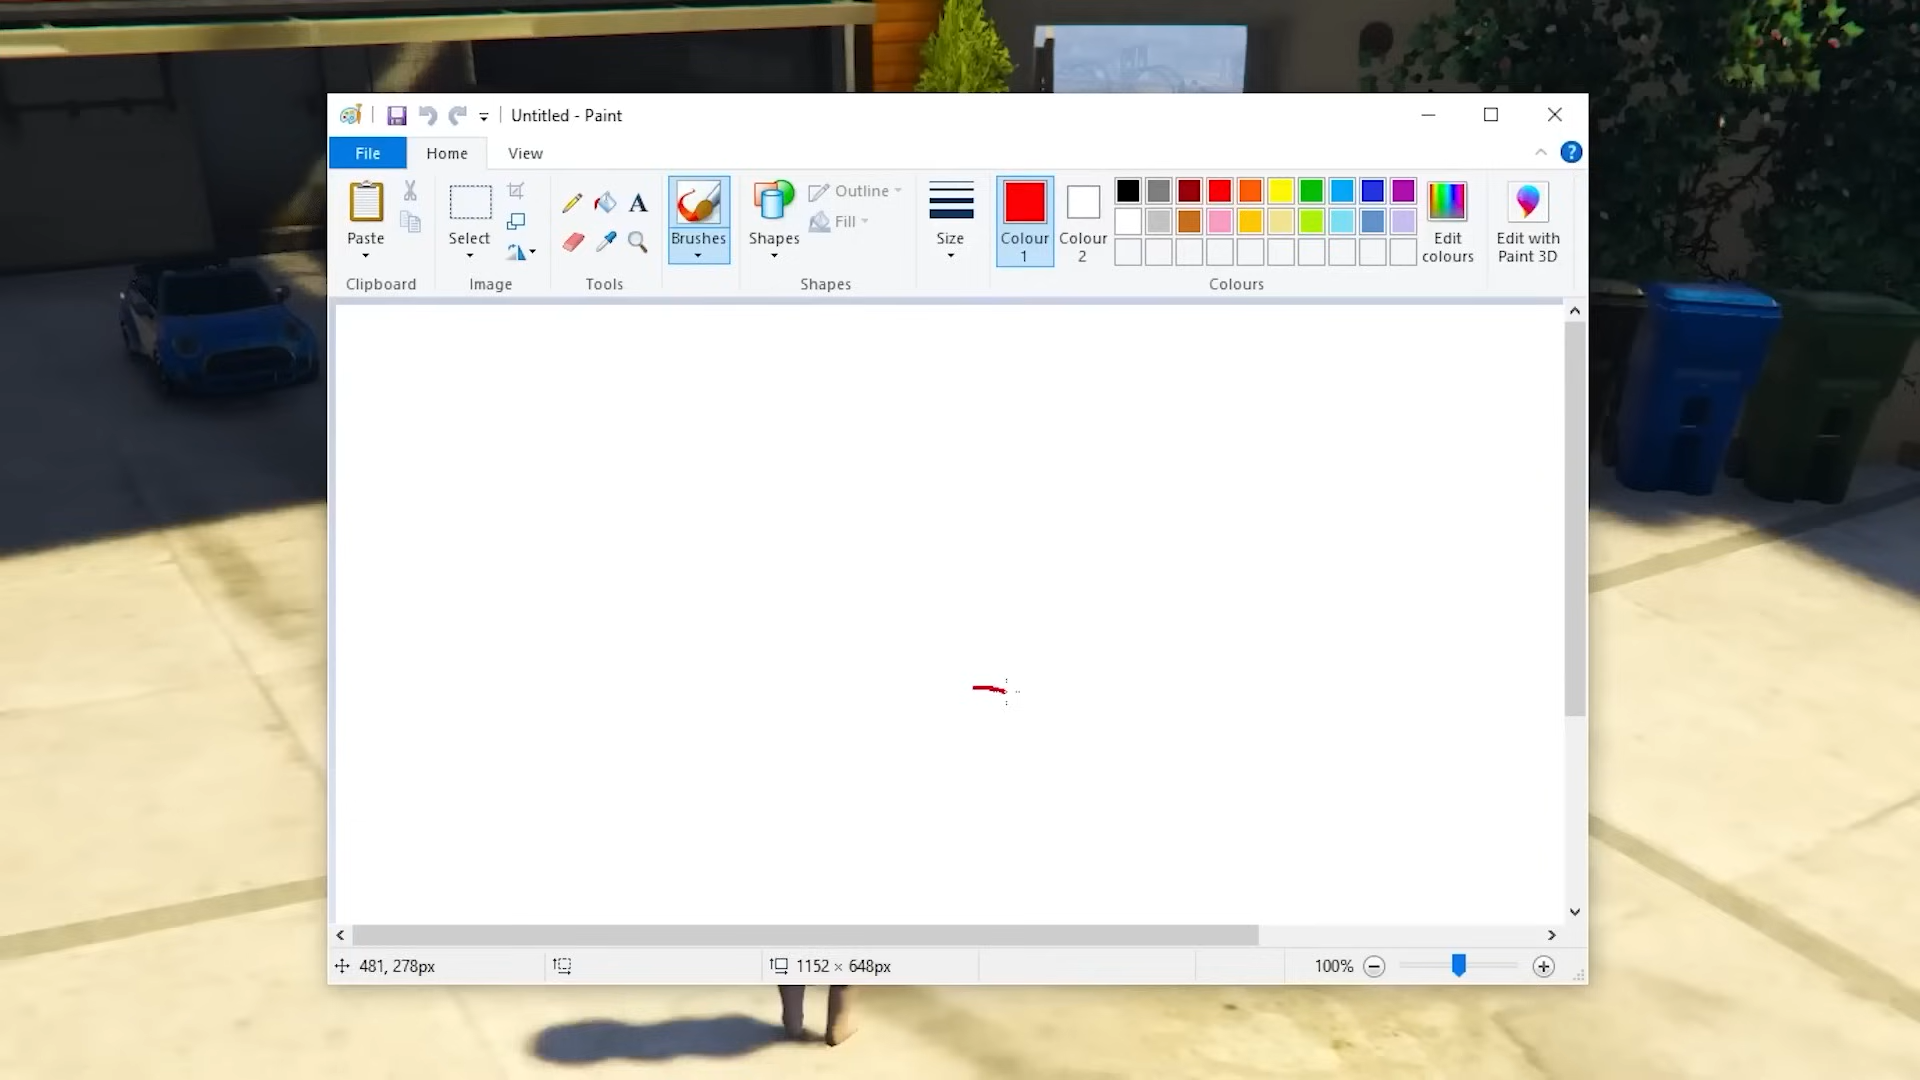 Untitled - Paint
File Home View
Paste
Select
A
Brushes
Shapes
Outline
Fill
Size
Colour 1
Colour 2
Edit colours
Edit with Paint 3D
Clipboard Image Tools Shapes Colours
481, 278px
1152 × 648px
100%